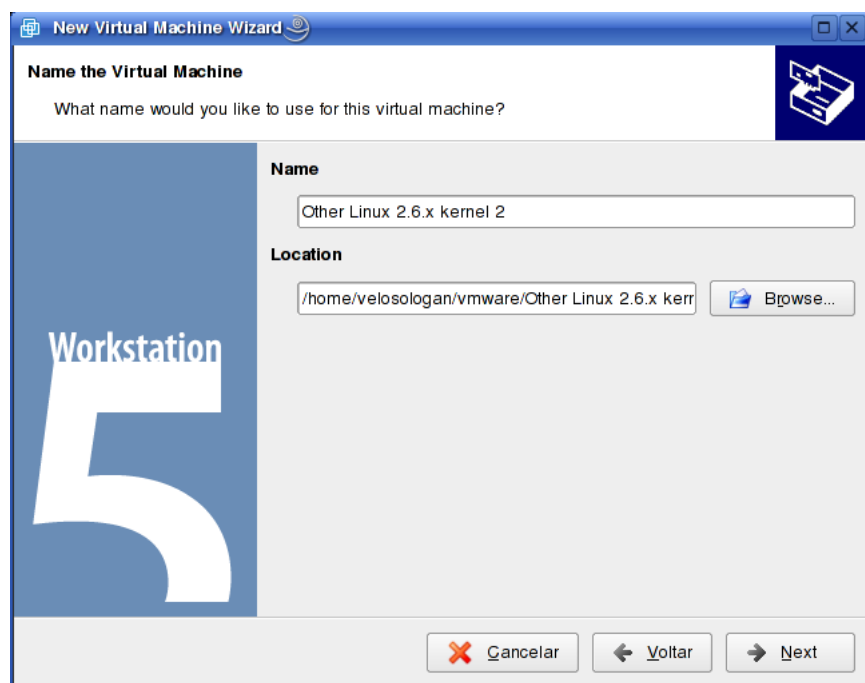 New Virtual Machine Wizard
Name the Virtual Machine
What name would you like to use for this virtual machine?
Name
Other Linux 2.6.x kernel 2
Location
/home/velosologan/vmware/Other Linux 2.6.x kerr
Browse...
Workstation
5
Cancelar
Voltar
Next